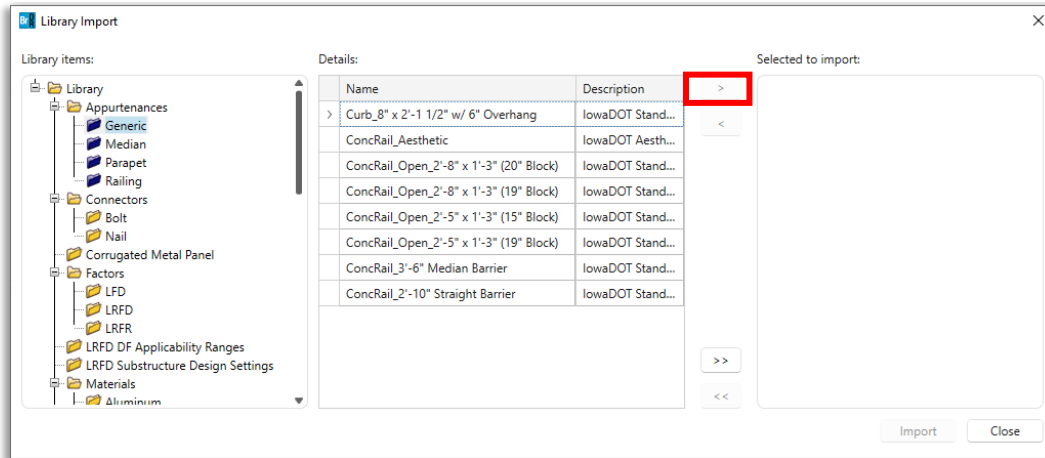 Br Library Import
Library items:
Library
Appurtenances
Generic
Median
Parapet
Railing
Connectors
Bolt
Nail
Corrugated Metal Panel
Factors
LFD
LRFD
LRFR
LRFD DF Applicability Ranges
LRFD Substructure Design Settings
Materials
Aluminum
Details:
Name Description
> Curb_8" x 2'-1 1/2" w/ 6" Overhang IowaDOT Stand...
ConcRail_Aesthetic IowaDOT Aesth...
ConcRail_Open_2'-8" x 1'-3" (20" Block) IowaDOT Stand...
ConcRail_Open_2'-8" x 1'-3" (19" Block) IowaDOT Stand...
ConcRail_Open_2'-5" x 1'-3" (15" Block) IowaDOT Stand...
ConcRail_Open_2'-5" x 1'-3" (19" Block) IowaDOT Stand...
ConcRail_3'-6" Median Barrier IowaDOT Stand...
ConcRail_2'-10" Straight Barrier IowaDOT Stand...
>
<
>>
<<
Selected to import:
Import Close